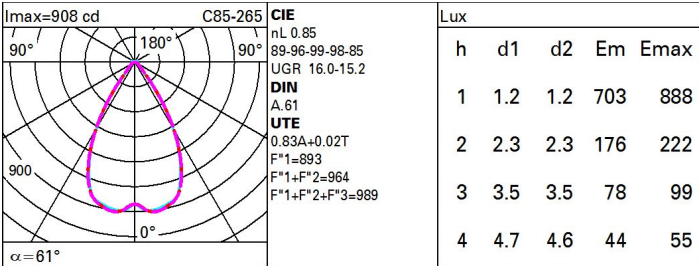 Imax=908 cd C85-265
90° 180° 90°
900
0°
α=61°
CIE
nL 0.85
89-96-99-98-85
UGR 16.0-15.2
DIN
A.61
UTE
0.83A+0.02T
F"1=893
F"1+F"2=964
F"1+F"2+F"3=989
Lux
h d1 d2 Em Emax
1 1.2 1.2 703 888
2 2.3 2.3 176 222
3 3.5 3.5 78 99
4 4.7 4.6 44 55